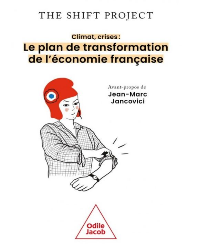 THE SHIFT PROJECT
Climat, crises :
Le plan de transformation
de l'économie française
Avant-propos de
Jean-Marc
Jancovici
Odile
Jacob